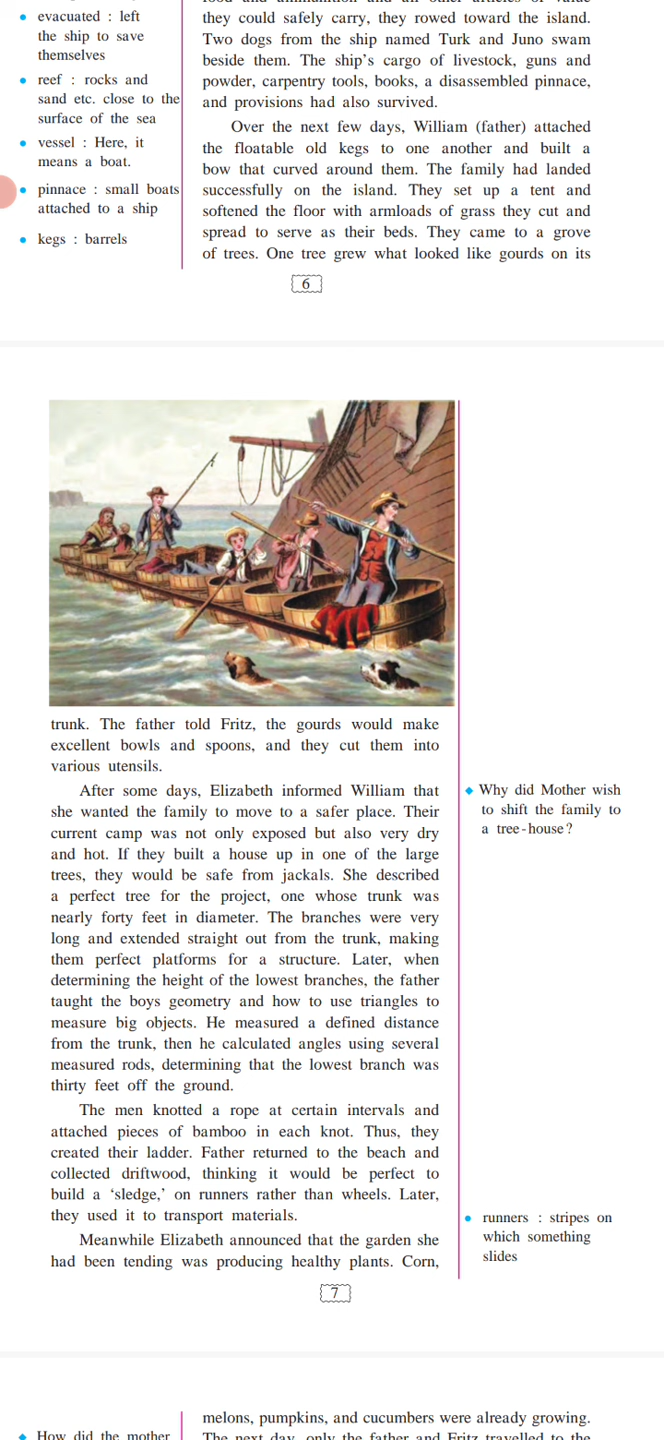 evacuated : left
the ship to save
themselves
reef : rocks and
sand etc. close to the
surface of the sea
vessel : Here, it
means a boat.
pinnace : small boats
attached to a ship
kegs : barrels
they could safely carry, they rowed toward the island.
Two dogs from the ship named Turk and Juno swam
beside them. The ship's cargo of livestock, guns and
powder, carpentry tools, books, a disassembled pinnace,
and provisions had also survived.
Over the next few days, William (father) attached
the floatable old kegs to one another and built a
bow that curved around them. The family had landed
successfully on the island. They set up a tent and
softened the floor with armloads of grass they cut and
spread to serve as their beds. They came to a grove
of trees. One tree grew what looked like gourds on its
6
trunk. The father told Fritz, the gourds would make
excellent bowls and spoons, and they cut them into
various utensils.
After some days, Elizabeth informed William that
she wanted the family to move to a safer place. Their
current camp was not only exposed but also very dry
and hot. If they built a house up in one of the large
trees, they would be safe from jackals. She described
a perfect tree for the project, one whose trunk was
nearly forty feet in diameter. The branches were very
long and extended straight out from the trunk, making
them perfect platforms for a structure. Later, when
determining the height of the lowest branches, the father
taught the boys geometry and how to use triangles to
measure big objects. He measured a defined distance
from the trunk, then he calculated angles using several
measured rods, determining that the lowest branch was
thirty feet off the ground.
The men knotted a rope at certain intervals and
attached pieces of bamboo in each knot. Thus, they
created their ladder. Father returned to the beach and
collected driftwood, thinking it would be perfect to
build a 'sledge,' on runners rather than wheels. Later,
they used it to transport materials.
Meanwhile Elizabeth announced that the garden she
had been tending was producing healthy plants. Corn,
Why did Mother wish
to shift the family to
a tree-house?
runners : stripes on
which something
slides
7
melons, pumpkins, and cucumbers were already growing.
The next day, only the father and Fritz travelled to the
How did the mother